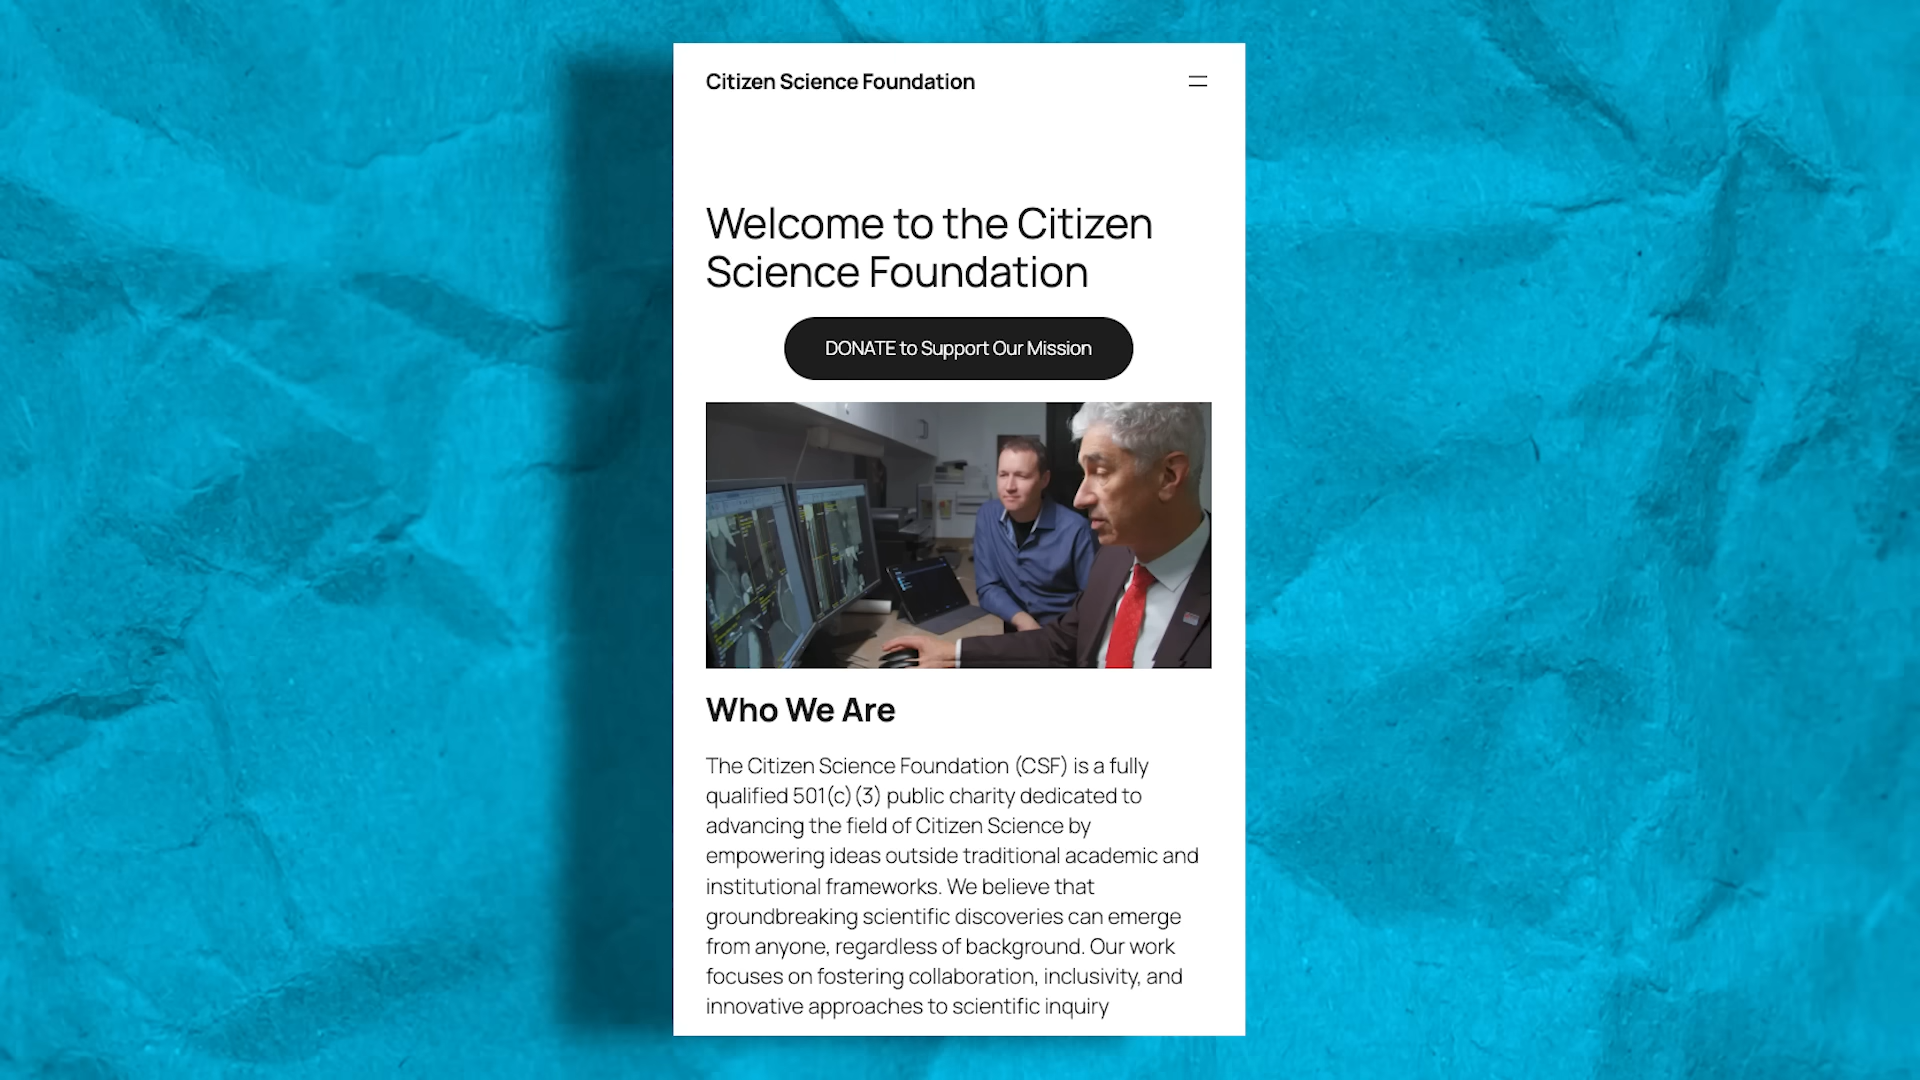 Citizen Science Foundation
Welcome to the Citizen
Science Foundation
DONATE to Support Our Mission
Who We Are
The Citizen Science Foundation (CSF) is a fully
qualified 501(c)(3) public charity dedicated to
advancing the field of Citizen Science by
empowering ideas outside traditional academic and
institutional frameworks. We believe that
groundbreaking scientific discoveries can emerge
from anyone, regardless of background. Our work
focuses on fostering collaboration, inclusivity, and
innovative approaches to scientific inquiry